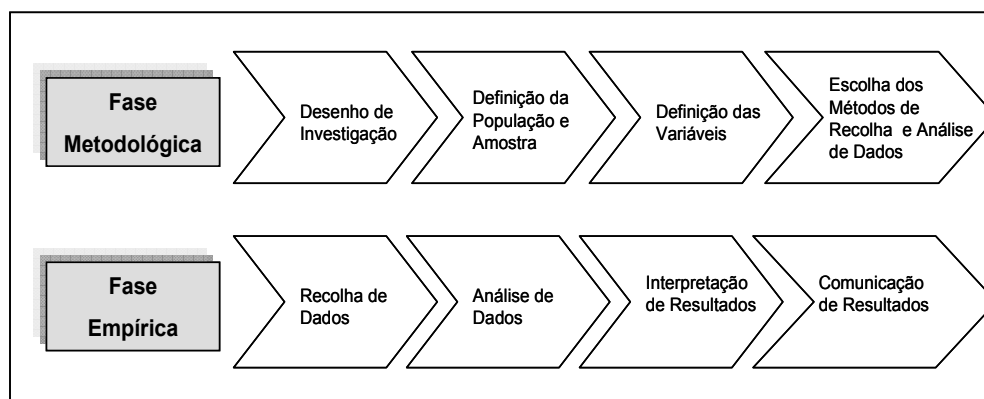 Fase
Metodológica
Desenho de
Investigação
Definição da
População e
Amostra
Definição das
Variáveis
Escolha dos
Métodos de
Recolha e Análise
de Dados
Fase
Empírica
Recolha de
Dados
Análise de
Dados
Interpretação
de Resultados
Comunicação
de Resultados